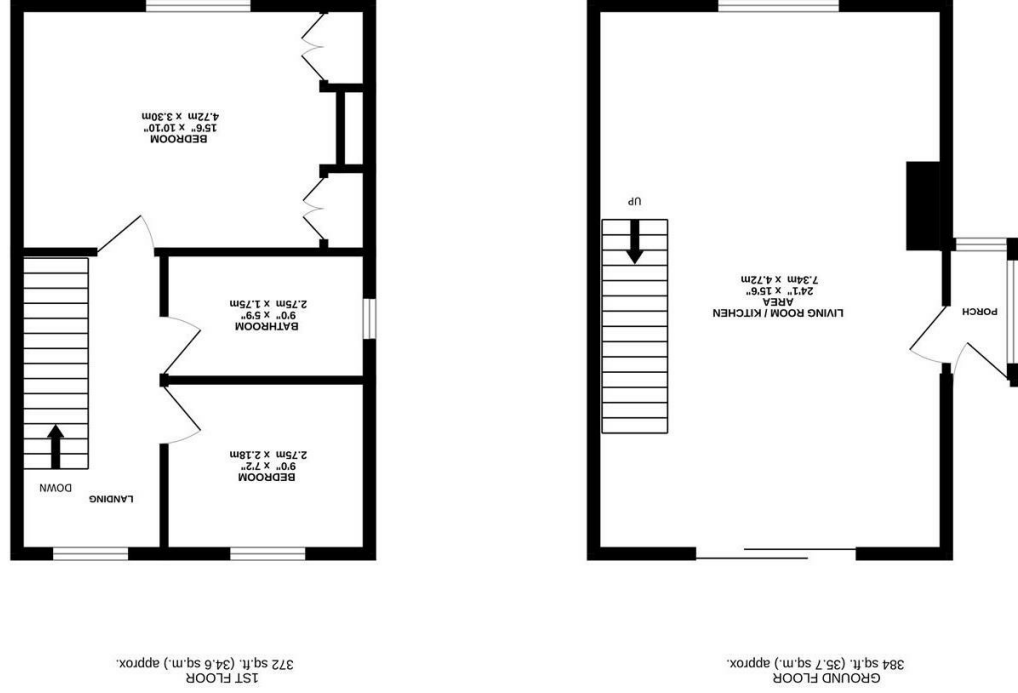 GROUND FLOOR
384 sq.ft. (35.7 sq.m.) approx.
PORCH
LIVING ROOM / KITCHEN
AREA
24'1" x 15'6"
7.34m x 4.72m
UP
1ST FLOOR
372 sq.ft. (34.6 sq.m.) approx.
LANDING
DOWN
BEDROOM
9'0" x 7'2"
2.75m x 2.18m
BATHROOM
9'0" x 5'9"
2.75m x 1.75m
BEDROOM
15'6" x 10'10"
4.72m x 3.30m